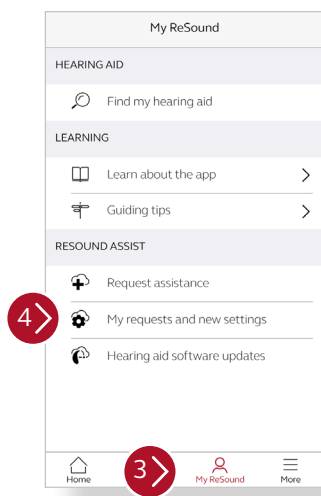 My ReSound
HEARING AID
Find my hearing aid
LEARNING
Learn about the app
Guiding tips
RESOUND ASSIST
Request assistance
4
My requests and new settings
Hearing aid software updates
3
Home
My ReSound
More